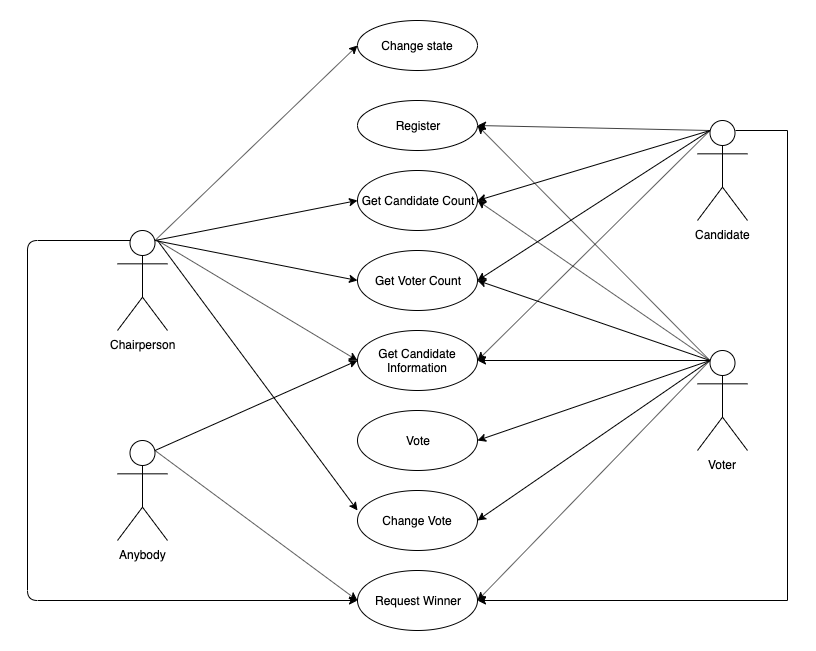 Change state
Register
Get Candidate Count
Candidate
Get Voter Count
Chairperson
Get Candidate
Information
Vote
Voter
Change Vote
Anybody
Request Winner